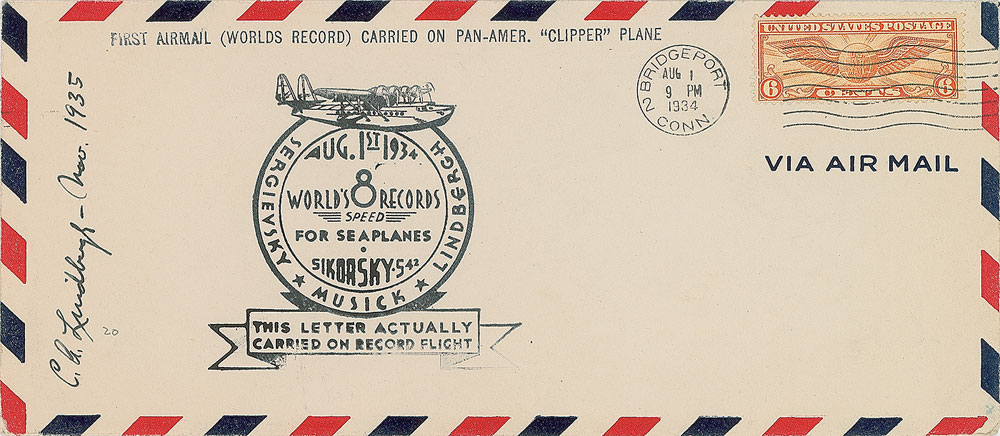 FIRST AIRMAIL (WORLDS RECORD) CARRIED ON PAN-AMER. "CLIPPER" PLANE
UNITED STATES POSTAGE
6 CENTS 6
BRIDGEPORT
AUG 1
9 PM
1934
2 CONN.
VIA AIR MAIL
C. A. Lindbergh - Nov. 1935
20
AUG. 1ST 1934
8
WORLD'S RECORDS
SPEED
FOR SEAPLANES
SIKORSKY-S42
SERGIEVSKY ★ MUSICK ★ LINDBERGH
THIS LETTER ACTUALLY
CARRIED ON RECORD FLIGHT